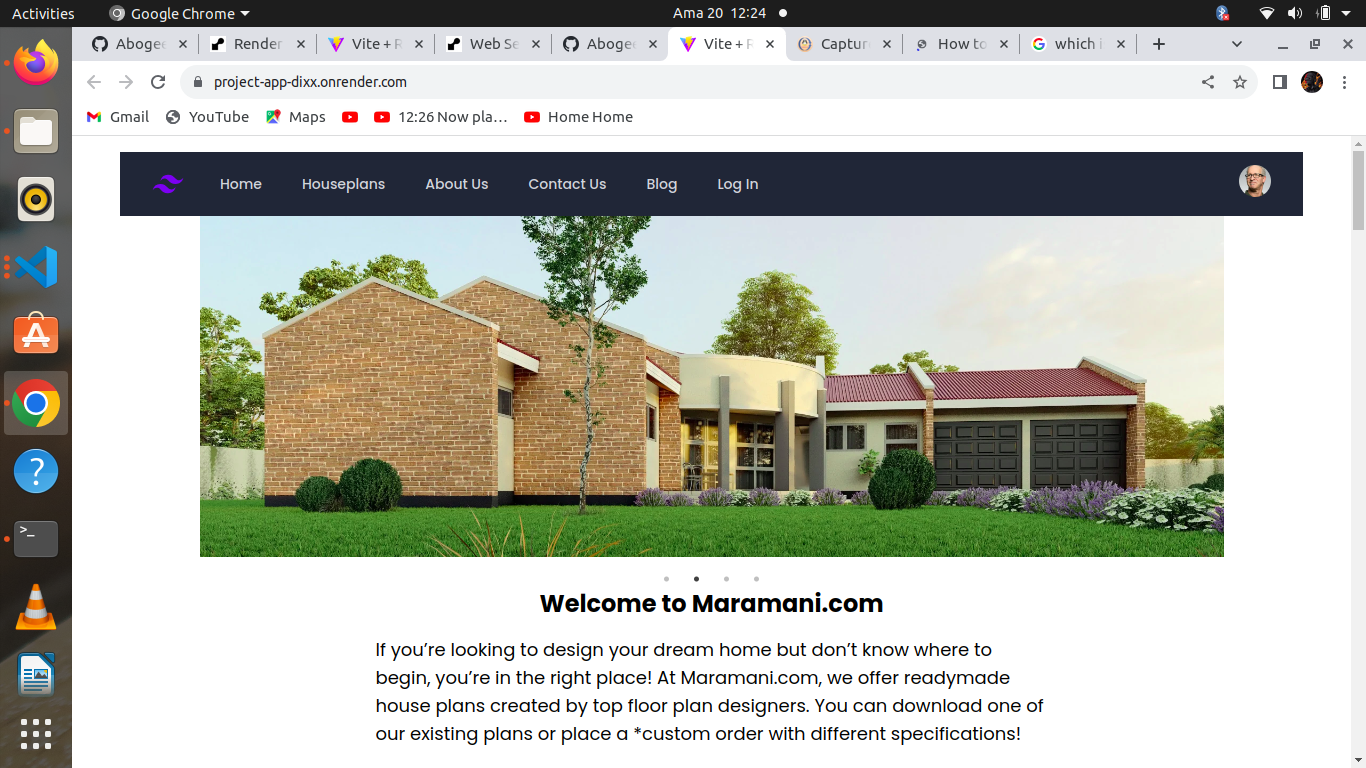 Activities Google Chrome Ama 20 12:24
Aboge Render Vite + R Web Se Aboge Vite + R Captur How to which i
project-app-dixx.onrender.com
Gmail YouTube Maps 12:26 Now pla… Home Home
Home Houseplans About Us Contact Us Blog Log In
Welcome to Maramani.com
If you’re looking to design your dream home but don’t know where to
begin, you’re in the right place! At Maramani.com, we offer readymade
house plans created by top floor plan designers. You can download one of
our existing plans or place a *custom order with different specifications!